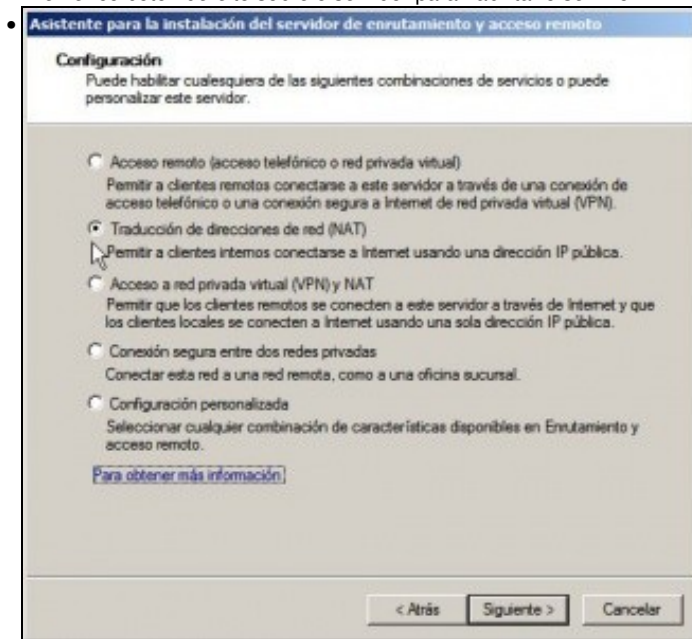 Asistente para la instalación del servidor de enrutamiento y acceso remoto
Configuración
Puede habilitar cualesquiera de las siguientes combinaciones de servicios o puede
personalizar este servidor.
Acceso remoto (acceso telefónico o red privada virtual)
Permitir a clientes remotos conectarse a este servidor a través de una conexión de
acceso telefónico o una conexión segura a Internet de red privada virtual (VPN).
Traducción de direcciones de red (NAT)
Permitir a clientes internos conectarse a Internet usando una dirección IP pública.
Acceso a red privada virtual (VPN) y NAT
Permitir que los clientes remotos se conecten a este servidor a través de Internet y que
los clientes locales se conecten a Internet usando una sola dirección IP pública.
Conexión segura entre dos redes privadas
Conectar esta red a una red remota, como a una oficina sucursal.
Configuración personalizada
Seleccionar cualquier combinación de características disponibles en Enrutamiento y
acceso remoto.
Para obtener más información
< Atrás
Siguiente >
Cancelar